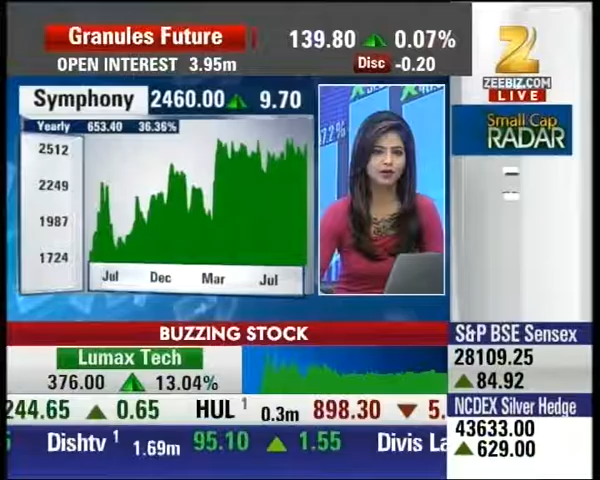 Granules Future 139.80 0.07%
OPEN INTEREST 3.95m Disc -0.20
Z
ZEEBIZ.COM
LIVE
Small Cap
RADAR
Symphony 2460.00 9.70
Yearly 653.40 36.36%
2512
2249
1987
1724
Jul Dec Mar Jul
BUZZING STOCK
Lumax Tech
376.00 13.04%
S&P BSE Sensex
28109.25
84.92
NCDEX Silver Hedge
43633.00
629.00
244.65 0.65 HUL 1 0.3m 898.30 5.
Dishtv 1 1.69m 95.10 1.55 Divis La